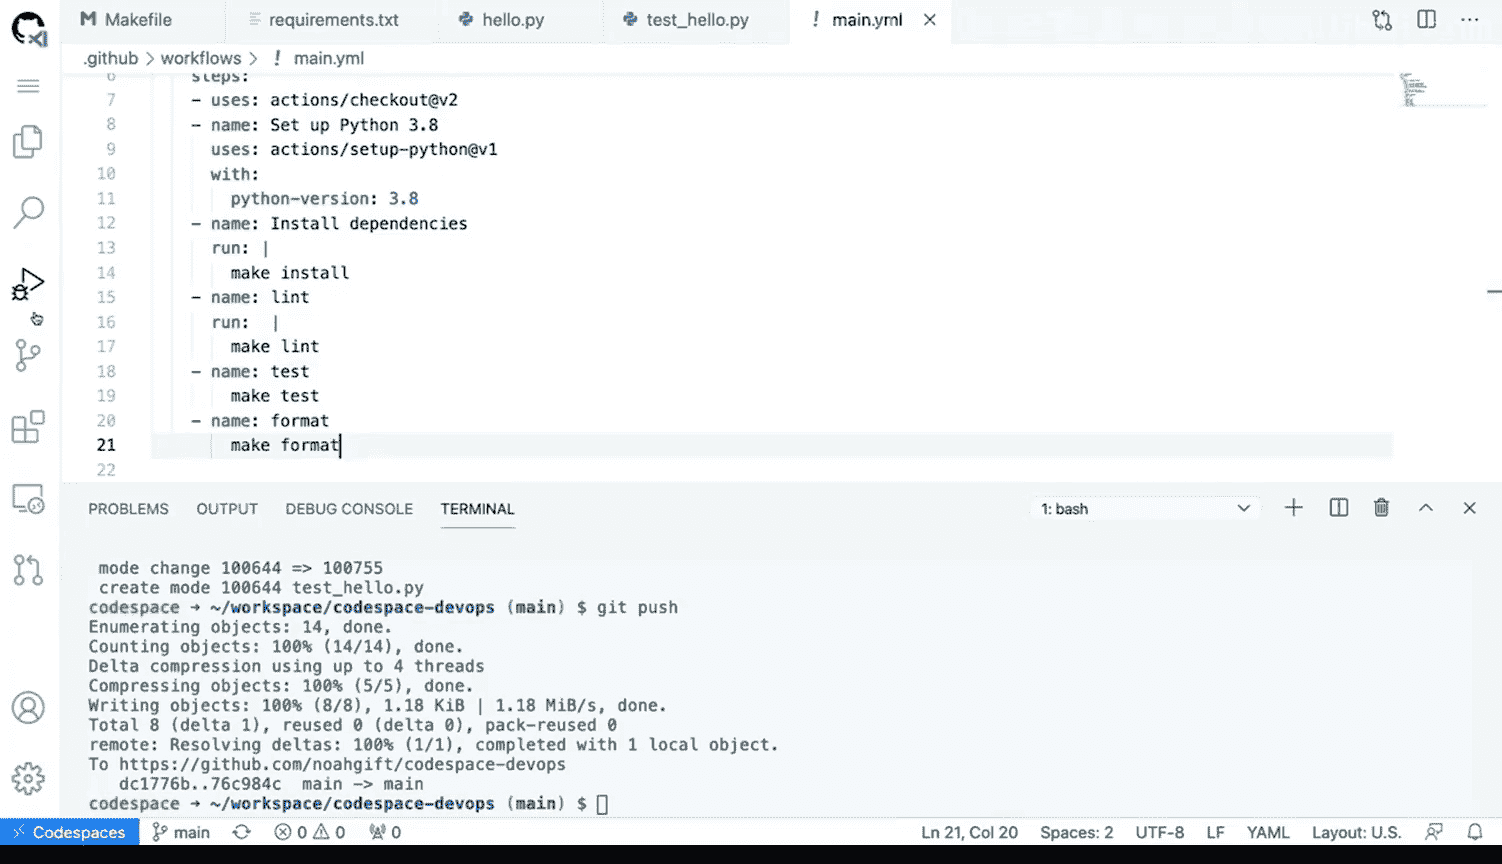 Makefile requirements.txt hello.py test_hello.py ! main.yml
.github > workflows > ! main.yml
6 steps:
7 - uses: actions/checkout@v2
8 - name: Set up Python 3.8
9 uses: actions/setup-python@v1
10 with:
11 python-version: 3.8
12 - name: Install dependencies
13 run: |
14 make install
15 - name: lint
16 run:  |
17 make lint
18 - name: test
19 make test
20 - name: format
21 make format
22
PROBLEMS OUTPUT DEBUG CONSOLE TERMINAL 1: bash
mode change 100644 => 100755
create mode 100644 test_hello.py
codespace → ~/workspace/codespace-devops (main) $ git push
Enumerating objects: 14, done.
Counting objects: 100% (14/14), done.
Delta compression using up to 4 threads
Compressing objects: 100% (5/5), done.
Writing objects: 100% (8/8), 1.18 KiB | 1.18 MiB/s, done.
Total 8 (delta 1), reused 0 (delta 0), pack-reused 0
remote: Resolving deltas: 100% (1/1), completed with 1 local object.
To https://github.com/noahgift/codespace-devops
dc1776b..76c984c  main -> main
codespace → ~/workspace/codespace-devops (main) $
Codespaces main 0 0 0 Ln 21, Col 20 Spaces: 2 UTF-8 LF YAML Layout: U.S.